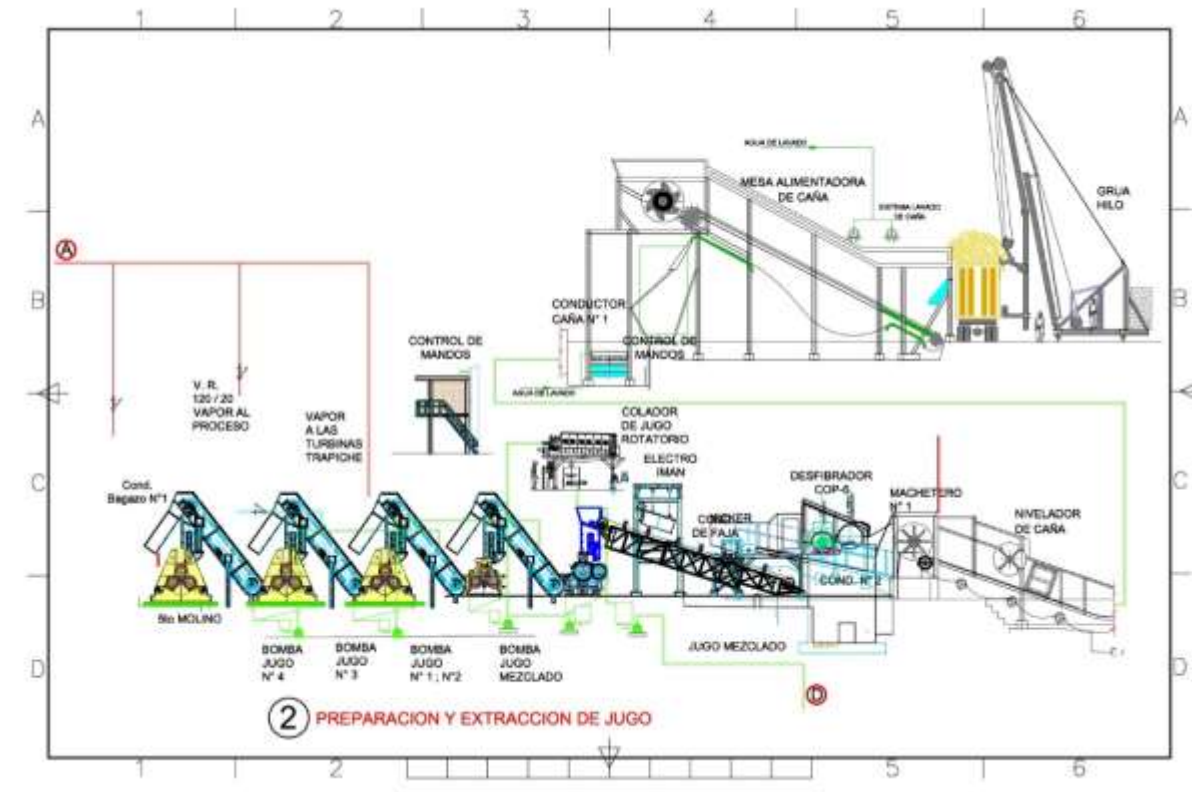 1 2 3 4 5 6
A
A
AGUA DE LAVADO
MESA ALIMENTADORA
DE CAÑA
SISTEMA LAVADO
DE CAÑA
GRUA
HILO
A
B
B
CONDUCTOR
CAÑA N° 1
CONTROL DE
MANDOS
CONTROL DE
MANDOS
AGUA DE LAVADO
V. R.
120 / 20
VAPOR AL
PROCESO
VAPOR
A LAS
TURBINAS
TRAPICHE
COLADOR
DE JUGO
ROTATORIO
ELECTRO
IMAN
C
C
Cond.
Bagazo N°1
DESFIBRADOR
COP-6
MACHETERO
N° 1
NIVELADOR
DE CAÑA
DE FAJA
COND. N° 2
5to MOLINO
BOMBA
JUGO
N° 4
BOMBA
JUGO
N° 3
BOMBA
JUGO
N° 1 ; N°2
BOMBA
JUGO
MEZCLADO
JUGO MEZCLADO
D
D
D
2 PREPARACION Y EXTRACCION DE JUGO
1 2 5 6